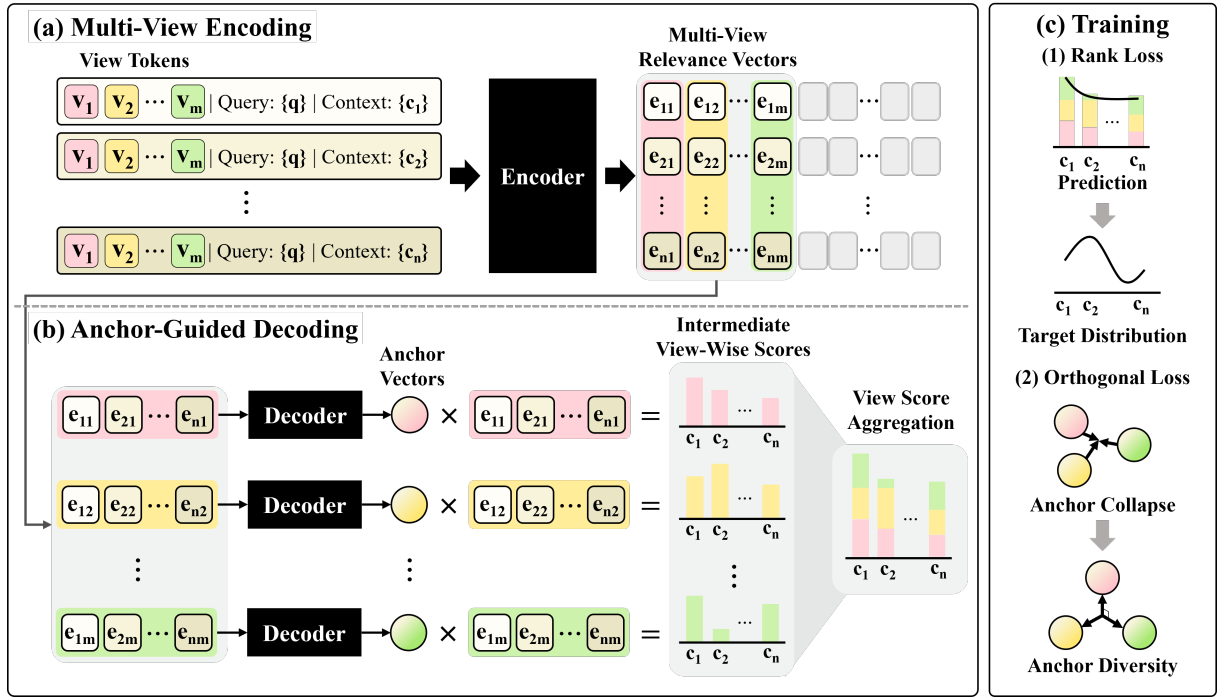 (a) Multi-View Encoding
View Tokens
v1 v2 ··· vm | Query: {q} | Context: {c1}
v1 v2 ··· vm | Query: {q} | Context: {c2}
⋮
v1 v2 ··· vm | Query: {q} | Context: {cn}
Encoder
Multi-View
Relevance Vectors
e11 e12 ··· e1m ···
e21 e22 ··· e2m ···
⋮ ⋮ ⋮ ⋮
en1 en2 ··· enm ···
(b) Anchor-Guided Decoding
Anchor
Vectors
Intermediate
View-Wise Scores
e11 e21 ··· en1 Decoder × e11 e21 ··· en1 =
...
c1 c2 cn
e12 e22 ··· en2 Decoder × e12 e22 ··· en2 =
...
c1 c2 cn
⋮ ⋮ ⋮
e1m e2m ··· enm Decoder × e1m e2m ··· enm =
...
c1 c2 cn
View Score
Aggregation
...
c1 c2 cn
(c) Training
(1) Rank Loss
...
c1 c2 cn
Prediction
c1 c2 cn
Target Distribution
(2) Orthogonal Loss
Anchor Collapse
Anchor Diversity